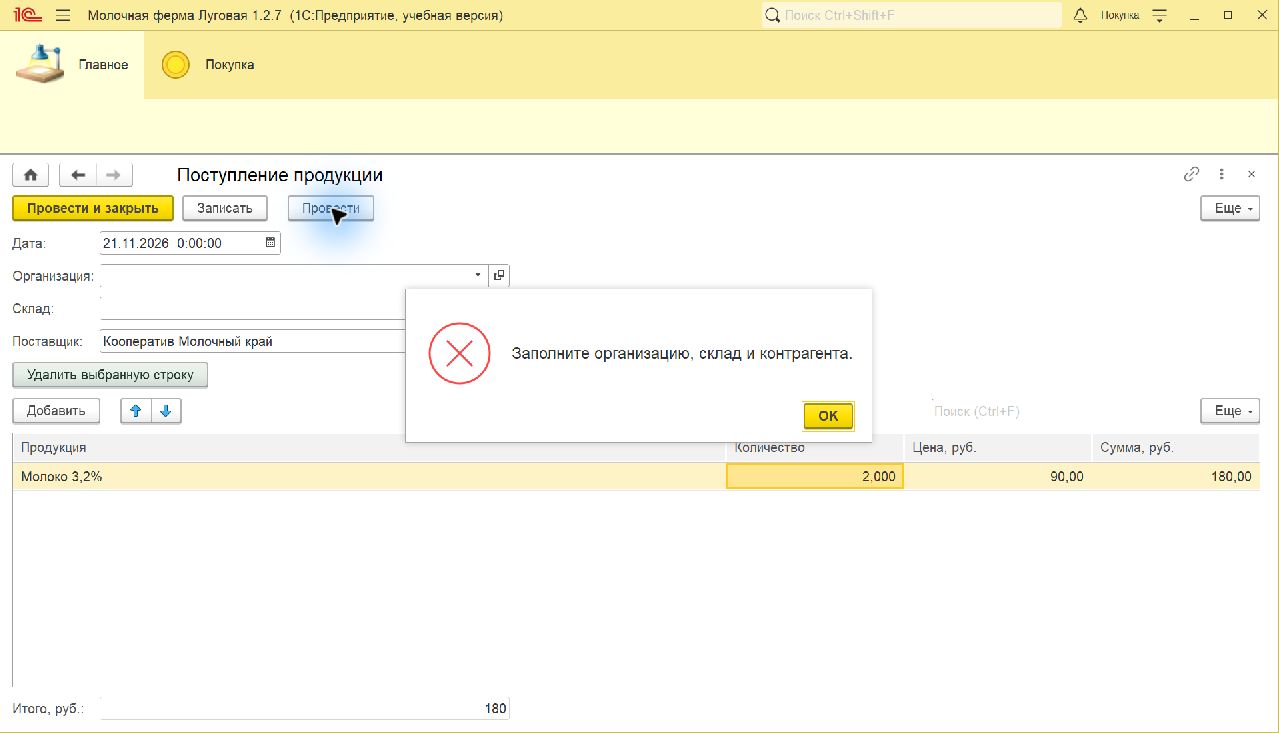 1С Молочная ферма Луговая 1.2.7 (1С:Предприятие, учебная версия) Поиск Ctrl+Shift+F Покупка
Главное Покупка
Поступление продукции
Провести и закрыть Записать Провести Еще
Дата: 21.11.2026 0:00:00
Организация:
Склад:
Поставщик: Кооператив Молочный край
Заполните организацию, склад и контрагента.
OK
Удалить выбранную строку
Добавить Поиск (Ctrl+F) Еще
Продукция Количество Цена, руб. Сумма, руб.
Молоко 3,2% 2,000 90,00 180,00
Итого, руб.: 180